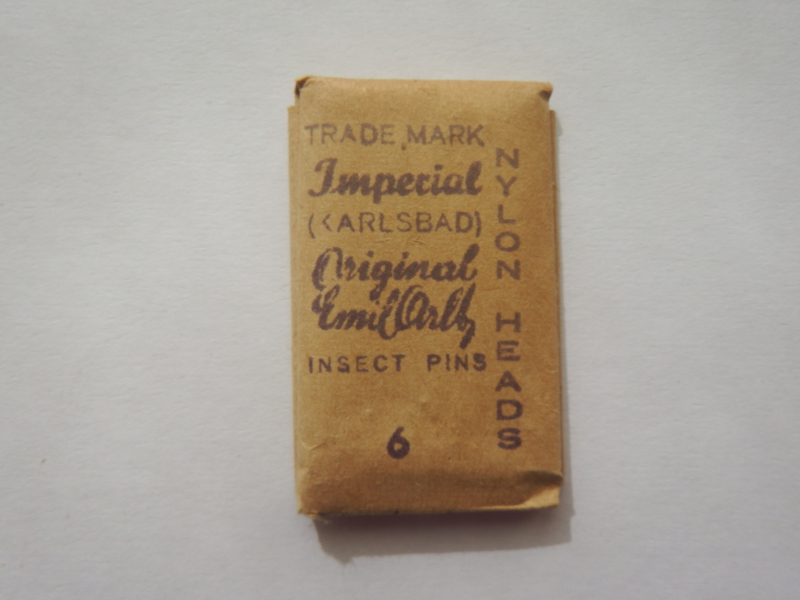 TRADE MARK
Imperial
(KARLSBAD)
Original
Emil Arlt
INSECT PINS
6
NYLON HEADS